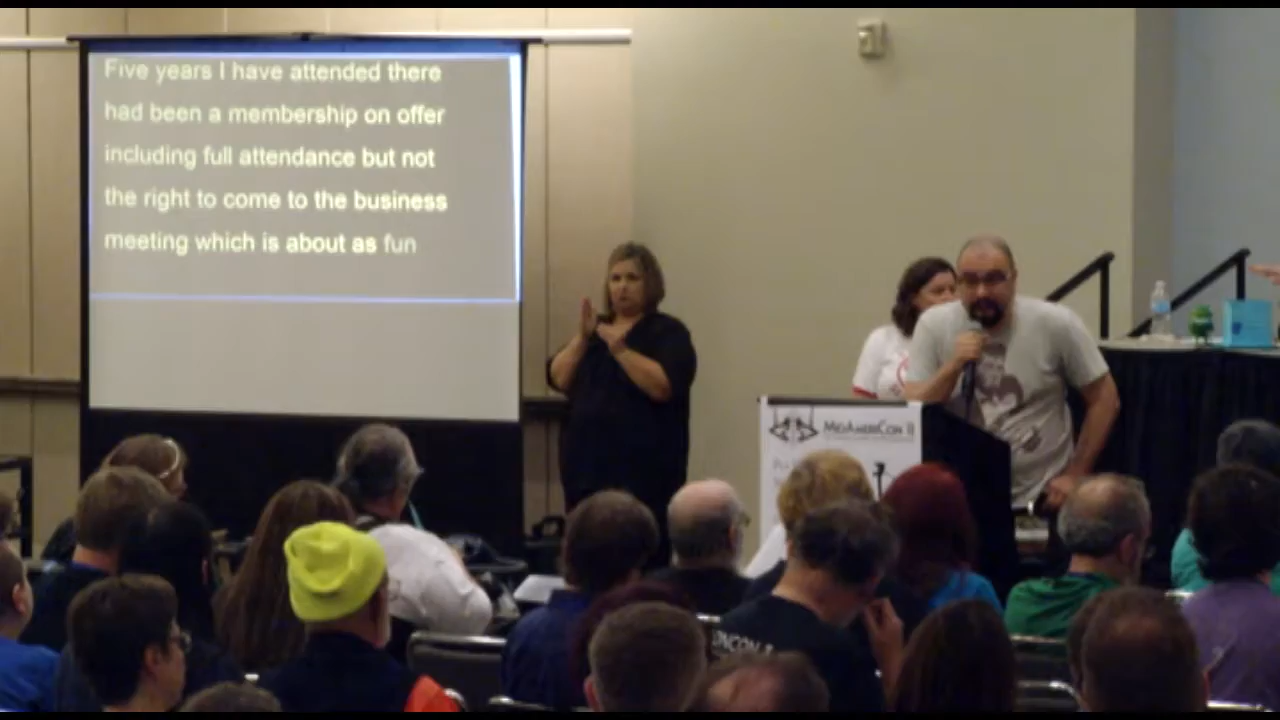 Five years I have attended there
had been a membership on offer
including full attendance but not
the right to come to the business
meeting which is about as fun
MIDAMERICON II